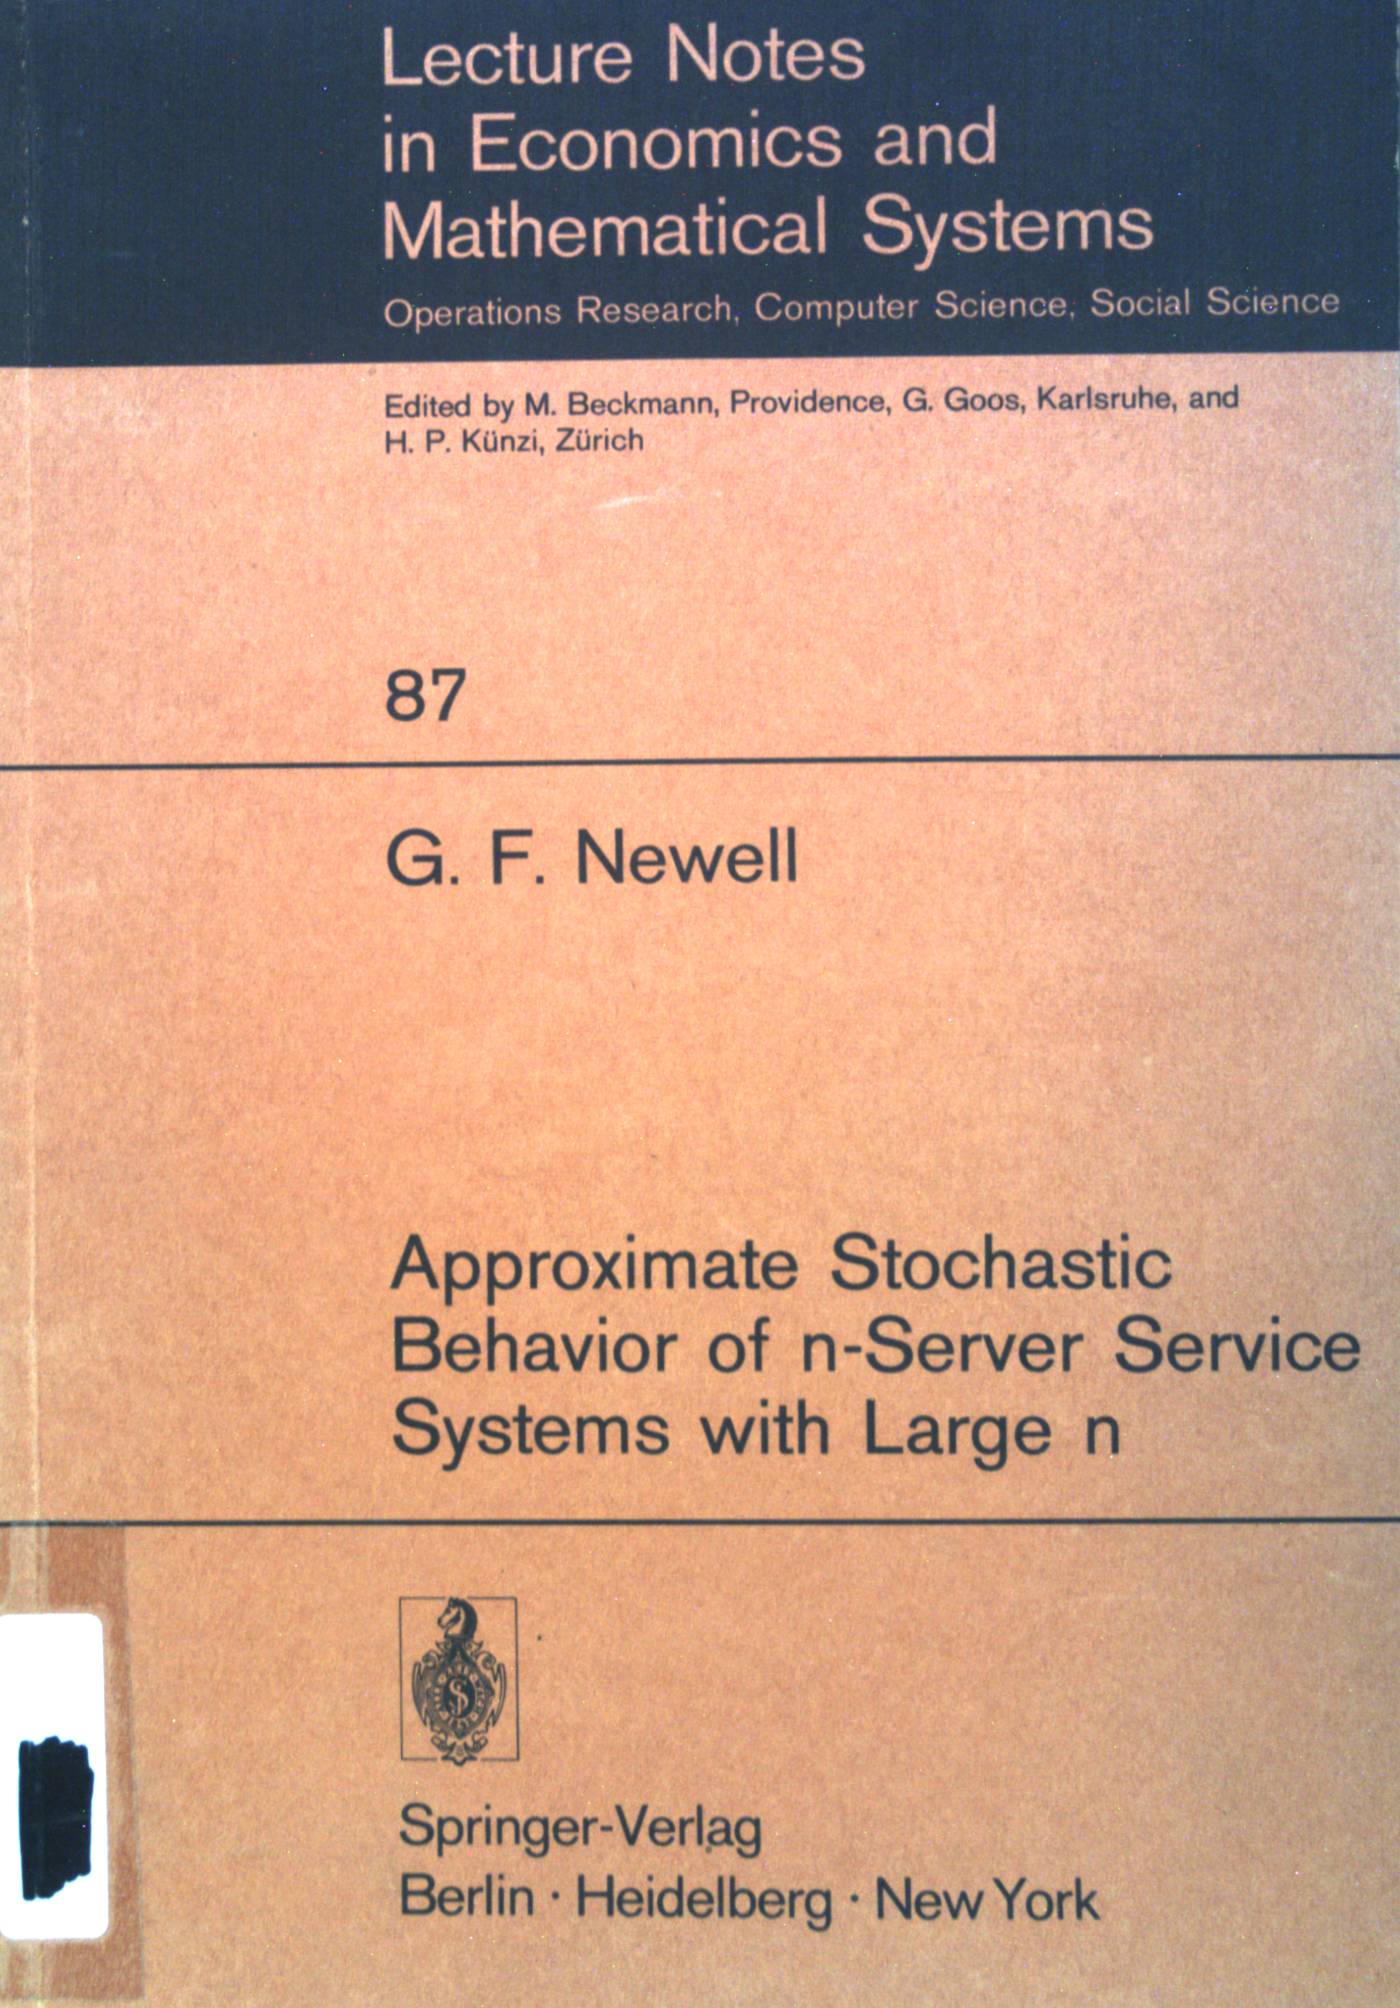 Lecture Notes
in Economics and
Mathematical Systems
Operations Research, Computer Science, Social Science
Edited by M. Beckmann, Providence, G. Goos, Karlsruhe, and
H. P. Künzi, Zürich
87
G. F. Newell
Approximate Stochastic
Behavior of n-Server Service
Systems with Large n
Springer-Verlag
Berlin · Heidelberg · New York